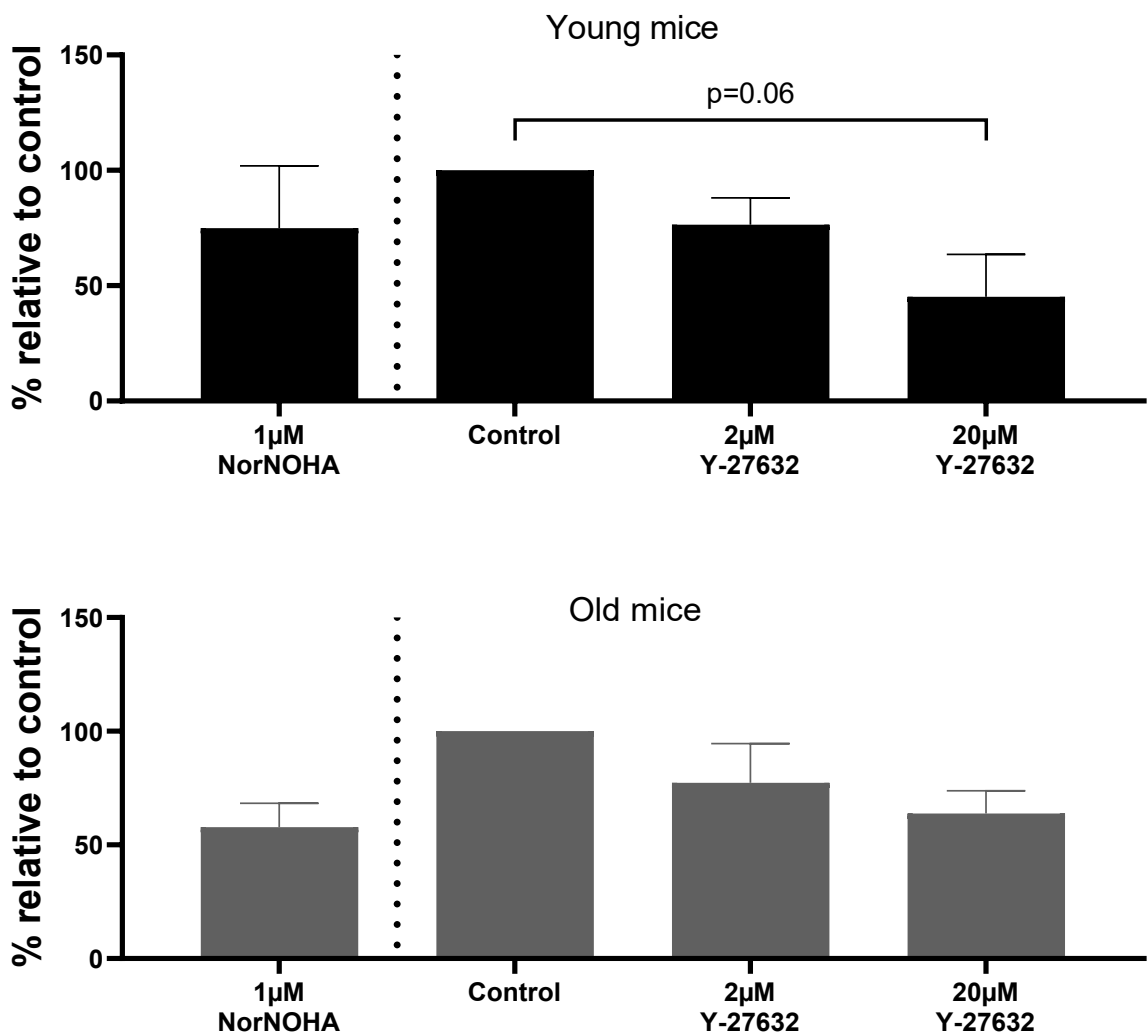 Young mice
% relative to control
150
100
50
0
p=0.06
1µM
NorNOHA
Control
2µM
Y-27632
20µM
Y-27632
Old mice
% relative to control
150
100
50
0
1µM
NorNOHA
Control
2µM
Y-27632
20µM
Y-27632